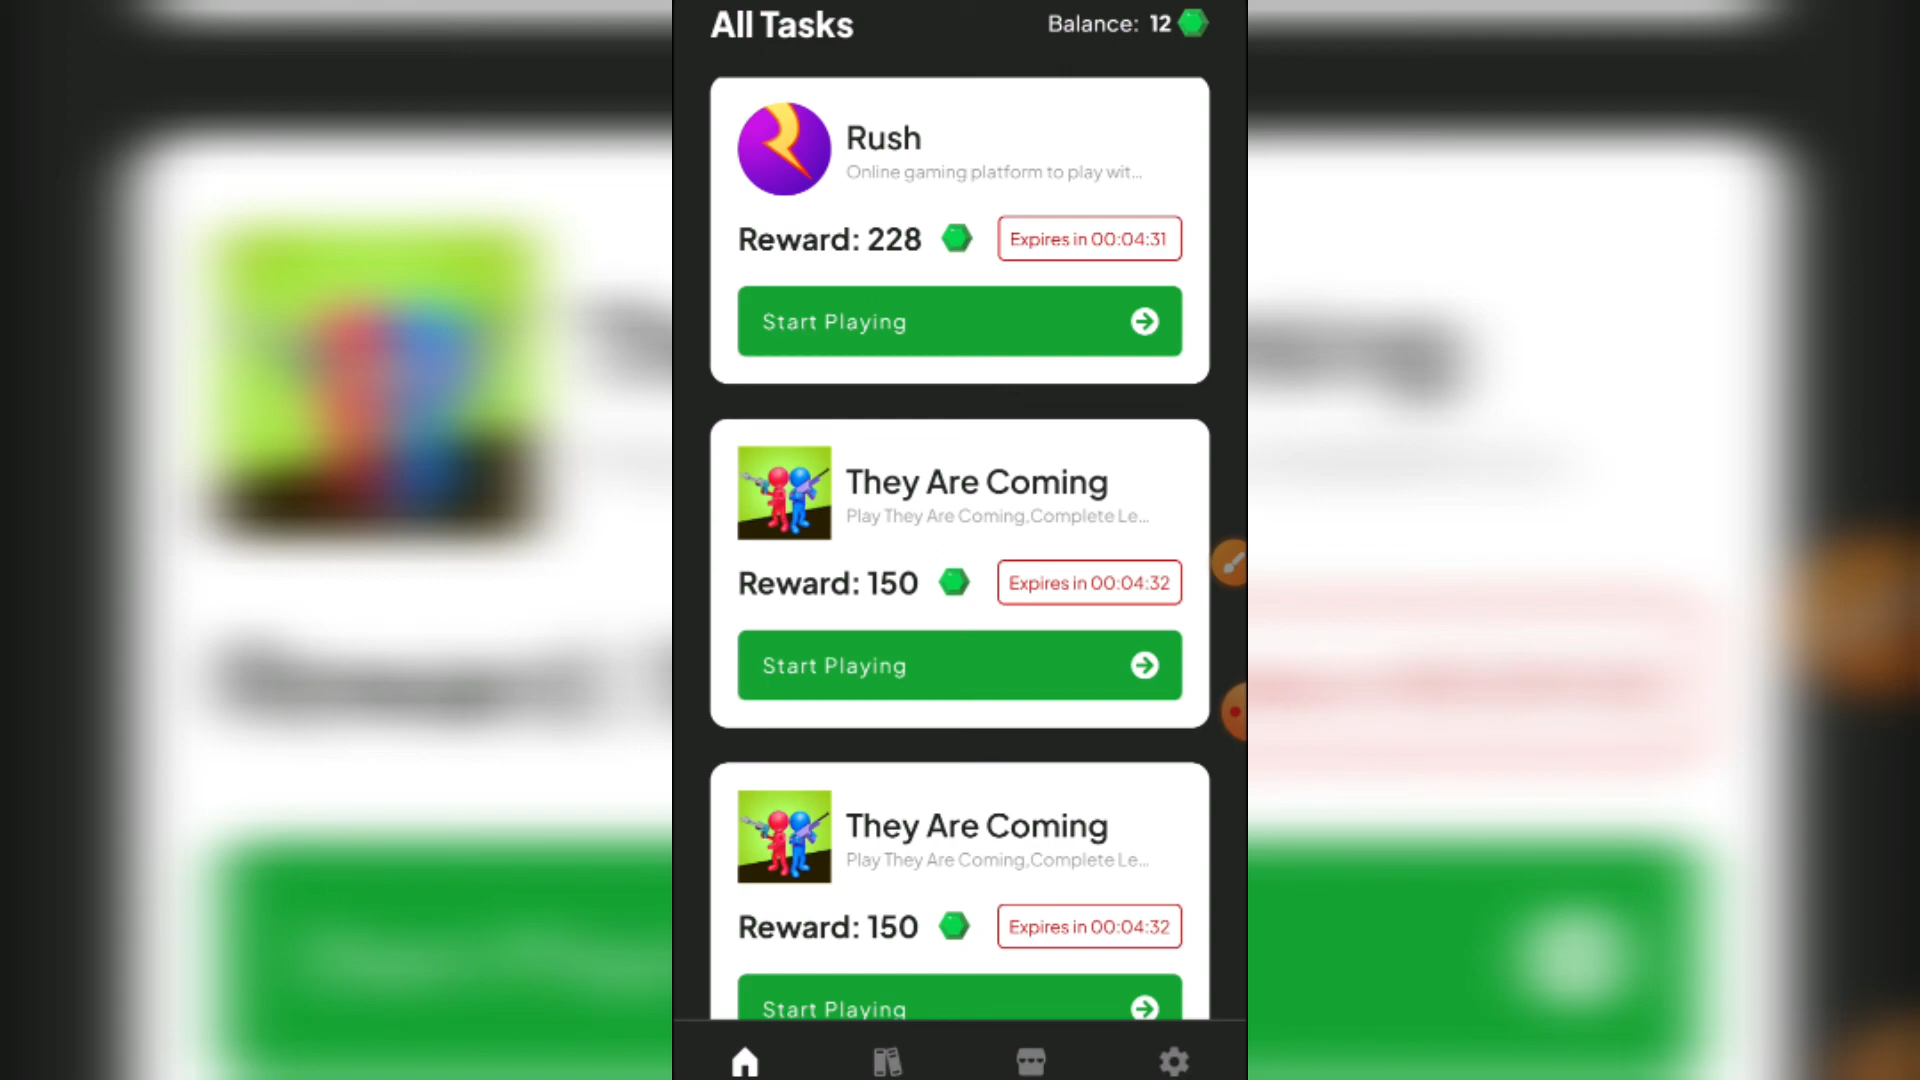 All Tasks
Balance: 12
Rush
Online gaming platform to play wit...
Reward: 228
Expires in 00:04:31
Start Playing
They Are Coming
Play They Are Coming,Complete Le...
Reward: 150
Expires in 00:04:32
Start Playing
They Are Coming
Play They Are Coming,Complete Le...
Reward: 150
Expires in 00:04:32
Start Playing